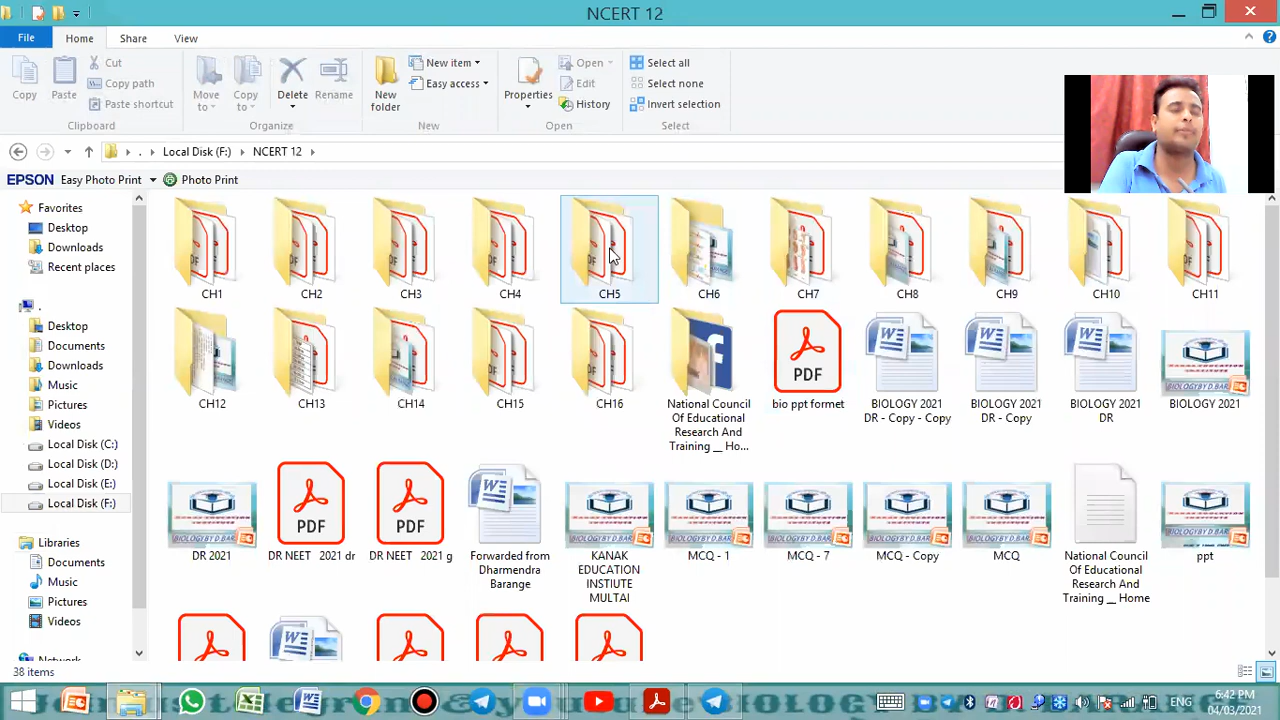 NCERT 12
File Home Share View
Copy Paste Cut Copy path Paste shortcut Move to Copy to Delete Rename New folder New item Easy access Properties Open Edit History Select all Select none Invert selection
Clipboard Organize New Open Select
. Local Disk (F:) NCERT 12
EPSON Easy Photo Print Photo Print
Favorites
Desktop
Downloads
Recent places
.
Desktop
Documents
Downloads
Music
Pictures
Videos
Local Disk (C:)
Local Disk (D:)
Local Disk (E:)
Local Disk (F:)
Libraries
Documents
Music
Pictures
Videos
CH1 CH2 CH3 CH4 CH5 CH6 CH7 CH8 CH9 CH10 CH11
CH12 CH13 CH14 CH15 CH16
National Council Of Educational Research And Training __ Ho...
PDF
bio ppt formet
BIOLOGY 2021 DR - Copy - Copy
BIOLOGY 2021 DR - Copy
BIOLOGY 2021 DR
BIOLOGY 2021
DR 2021
PDF
DR NEET 2021 dr
PDF
DR NEET 2021 g
Forwarded from Dharmendra Barange
KANAK EDUCATION INSTIUTE MULTAI
MCQ - 1
MCQ - 7
MCQ - Copy
MCQ
National Council Of Educational Research And Training __ Home
ppt
38 items
ENG
6:42 PM
04/03/2021